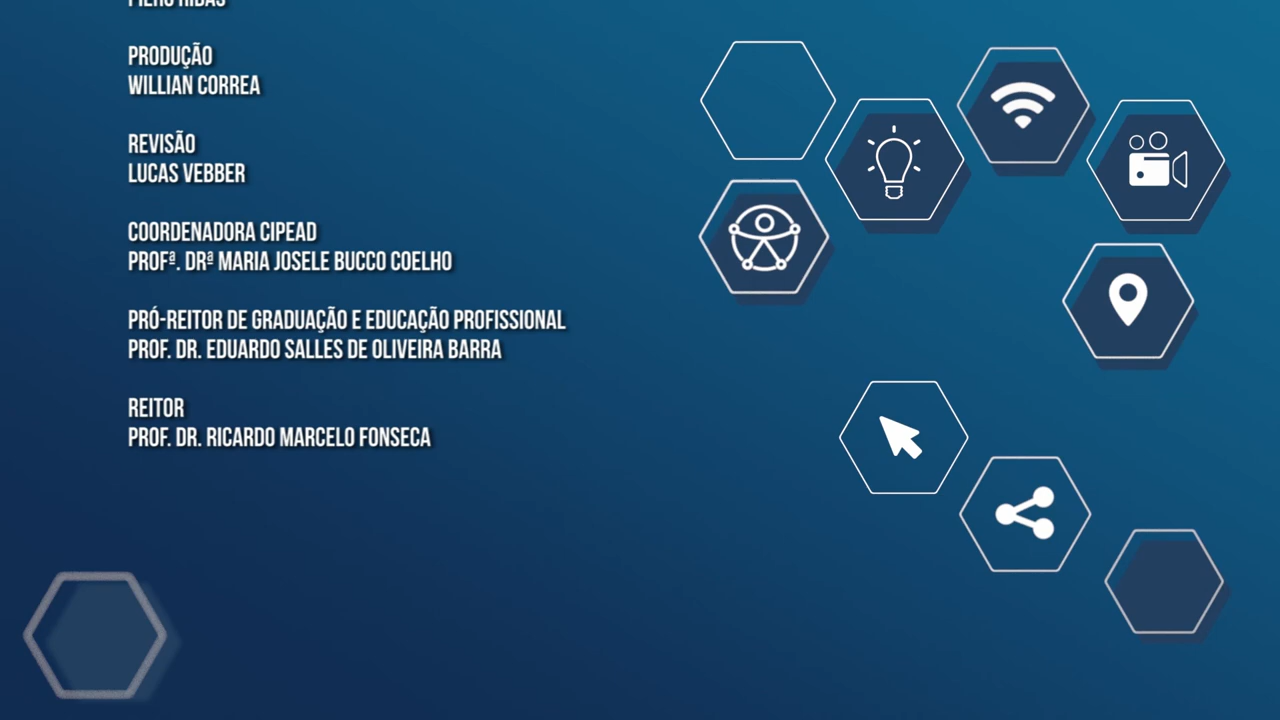 PRODUÇÃO
WILLIAN CORREA
REVISÃO
LUCAS VEBBER
COORDENADORA CIPEAD
PROFª. DRª MARIA JOSELE BUCCO COELHO
PRÓ-REITOR DE GRADUAÇÃO E EDUCAÇÃO PROFISSIONAL
PROF. DR. EDUARDO SALLES DE OLIVEIRA BARRA
REITOR
PROF. DR. RICARDO MARCELO FONSECA